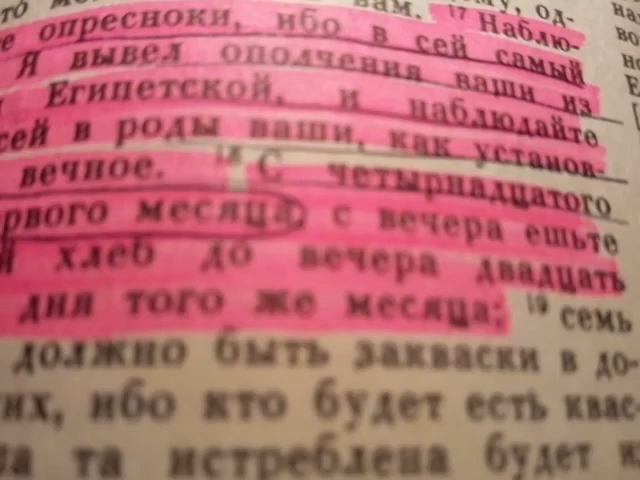 вам. ¹⁷ Наблю-
е опресноки, ибо в сей самый
Я вывел ополчения ваши из
Египетской, и наблюдайте
сей в роды ваши, как установ-
вечное. ¹⁸ С четырнадцатого
рвого месяца, с вечера ешьте
й хлеб до вечера двадцать
дня того же месяца; ¹⁹ семь
должно быть закваски в до-
их, ибо кто будет есть квас-
та истреблена будет и